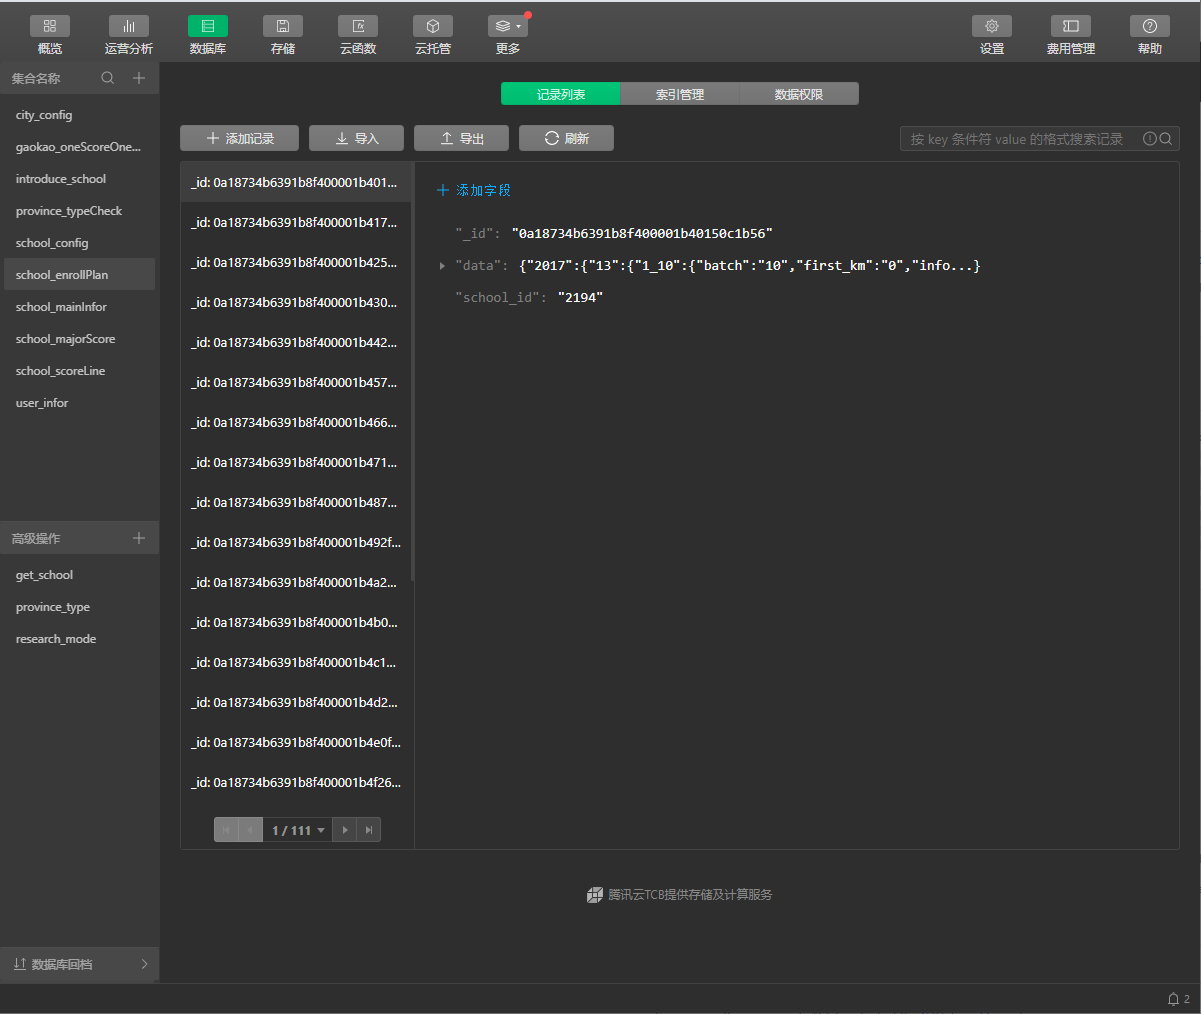 概览
运营分析
数据库
存储
云函数
云托管
更多
设置
费用管理
帮助
集合名称
city_config
gaokao_oneScoreOne...
introduce_school
province_typeCheck
school_config
school_enrollPlan
school_mainInfor
school_majorScore
school_scoreLine
user_infor
高级操作
get_school
province_type
research_mode
数据库回档
记录列表 索引管理 数据权限
添加记录 导入 导出 刷新
按 key 条件符 value 的格式搜索记录
_id: 0a18734b6391b8f400001b401...
_id: 0a18734b6391b8f400001b417...
_id: 0a18734b6391b8f400001b425...
_id: 0a18734b6391b8f400001b430...
_id: 0a18734b6391b8f400001b442...
_id: 0a18734b6391b8f400001b457...
_id: 0a18734b6391b8f400001b466...
_id: 0a18734b6391b8f400001b471...
_id: 0a18734b6391b8f400001b487...
_id: 0a18734b6391b8f400001b492f...
_id: 0a18734b6391b8f400001b4a2...
_id: 0a18734b6391b8f400001b4b0...
_id: 0a18734b6391b8f400001b4c1...
_id: 0a18734b6391b8f400001b4d2...
_id: 0a18734b6391b8f400001b4e0f...
_id: 0a18734b6391b8f400001b4f26...
1 / 111
添加字段
"_id": "0a18734b6391b8f400001b40150c1b56"
"data": {"2017":{"13":{"1_10":{"batch":"10","first_km":"0","info...}
"school_id": "2194"
腾讯云TCB提供存储及计算服务
2